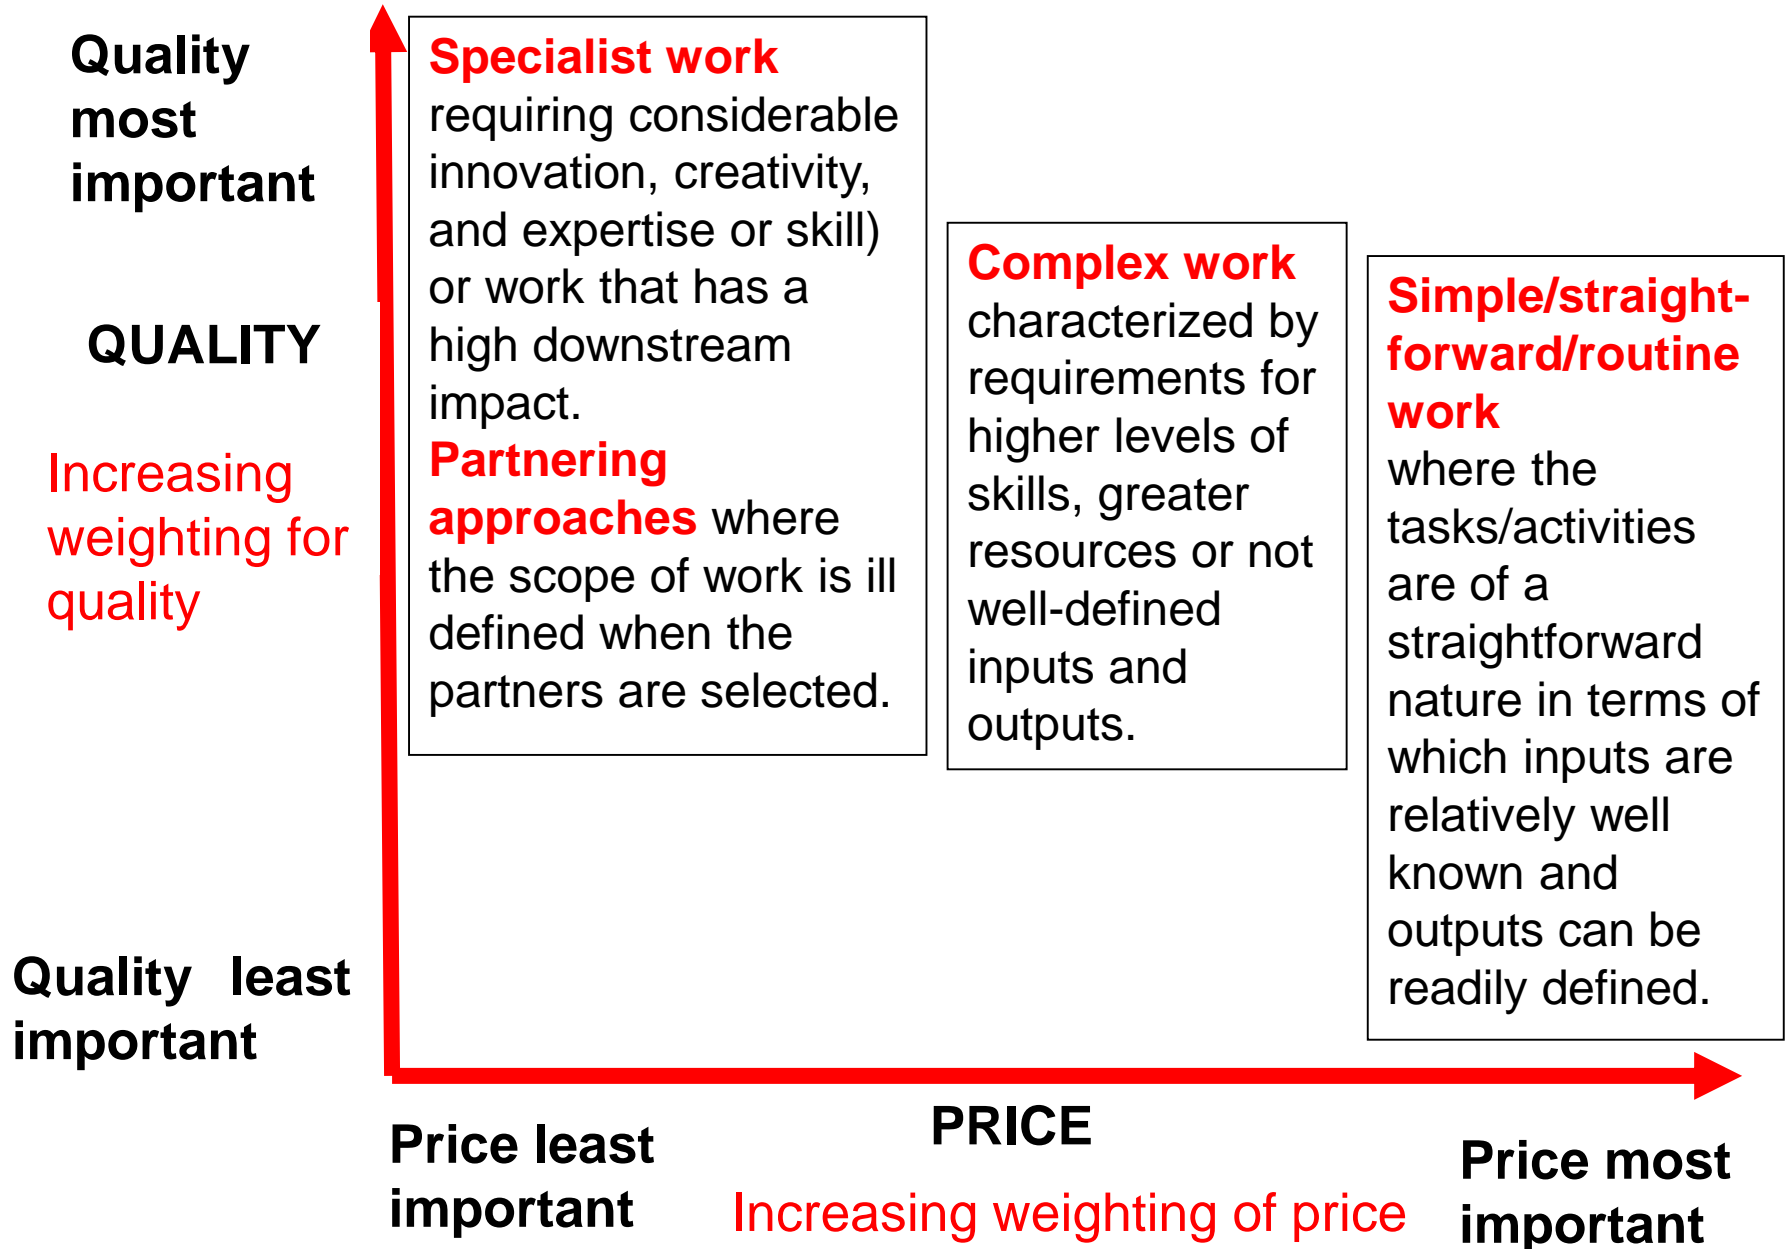 Quality
most
important
QUALITY
Increasing
weighting for
quality
Quality least
important
Specialist work
requiring considerable
innovation, creativity,
and expertise or skill)
or work that has a
high downstream
impact.
Partnering
approaches where
the scope of work is ill
defined when the
partners are selected.
Complex work
characterized by
requirements for
higher levels of
skills, greater
resources or not
well-defined
inputs and
outputs.
Simple/straight-
forward/routine
work
where the
tasks/activities
are of a
straightforward
nature in terms of
which inputs are
relatively well
known and
outputs can be
readily defined.
Price least
important
PRICE
Increasing weighting of price
Price most
important